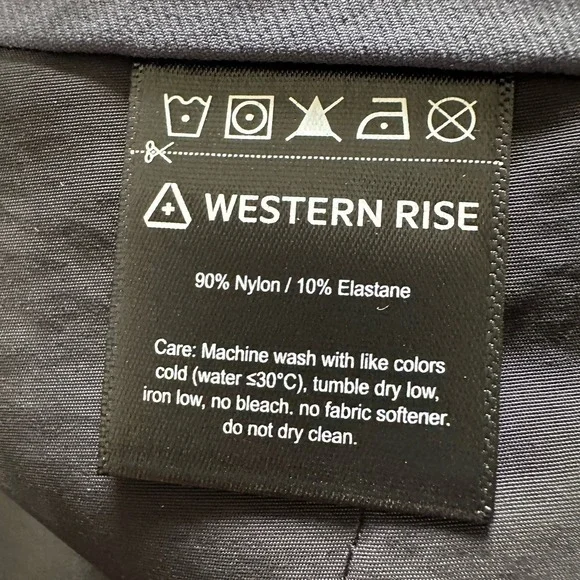 WESTERN RISE
90% Nylon / 10% Elastane
Care: Machine wash with like colors
cold (water ≤30°C), tumble dry low,
iron low, no bleach. no fabric softener.
do not dry clean.